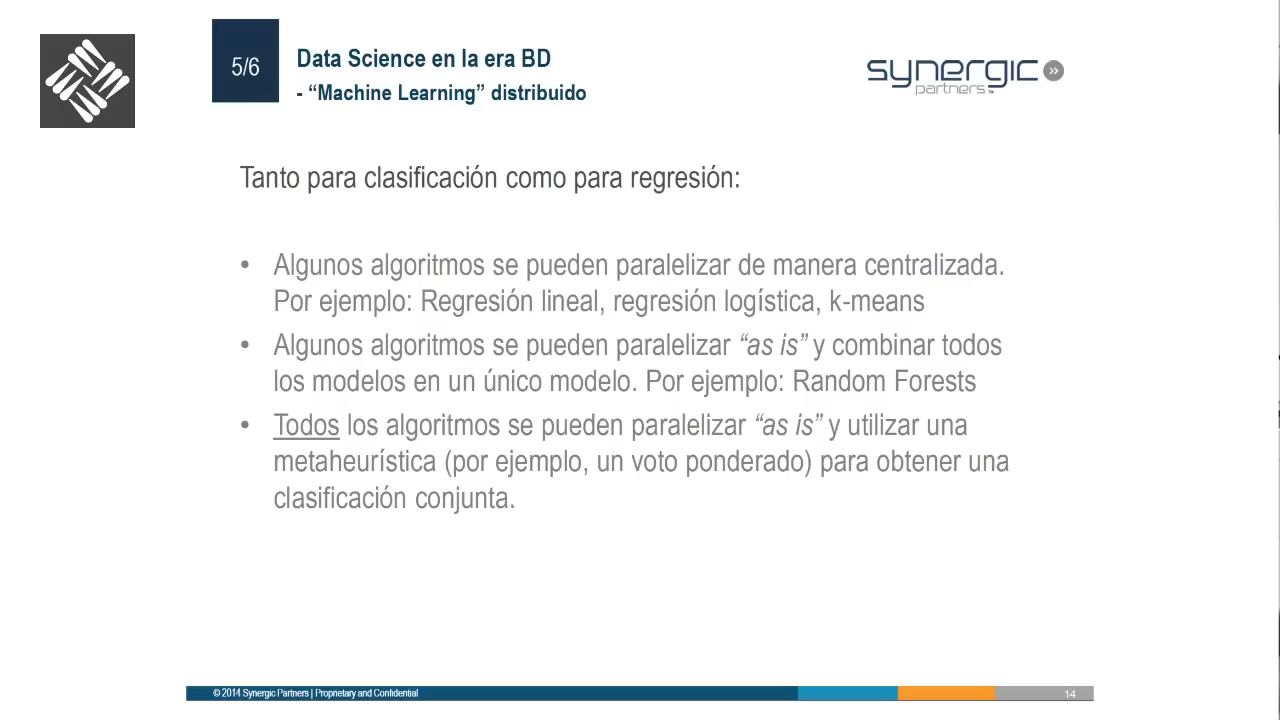 5/6
Data Science en la era BD
- “Machine Learning” distribuido
synergic
partners™
Tanto para clasificación como para regresión:
• Algunos algoritmos se pueden paralelizar de manera centralizada.
Por ejemplo: Regresión lineal, regresión logística, k-means
• Algunos algoritmos se pueden paralelizar “as is” y combinar todos
los modelos en un único modelo. Por ejemplo: Random Forests
• Todos los algoritmos se pueden paralelizar “as is” y utilizar una
metaheurística (por ejemplo, un voto ponderado) para obtener una
clasificación conjunta.
© 2014 Synergic Partners | Proprietary and Confidential
14